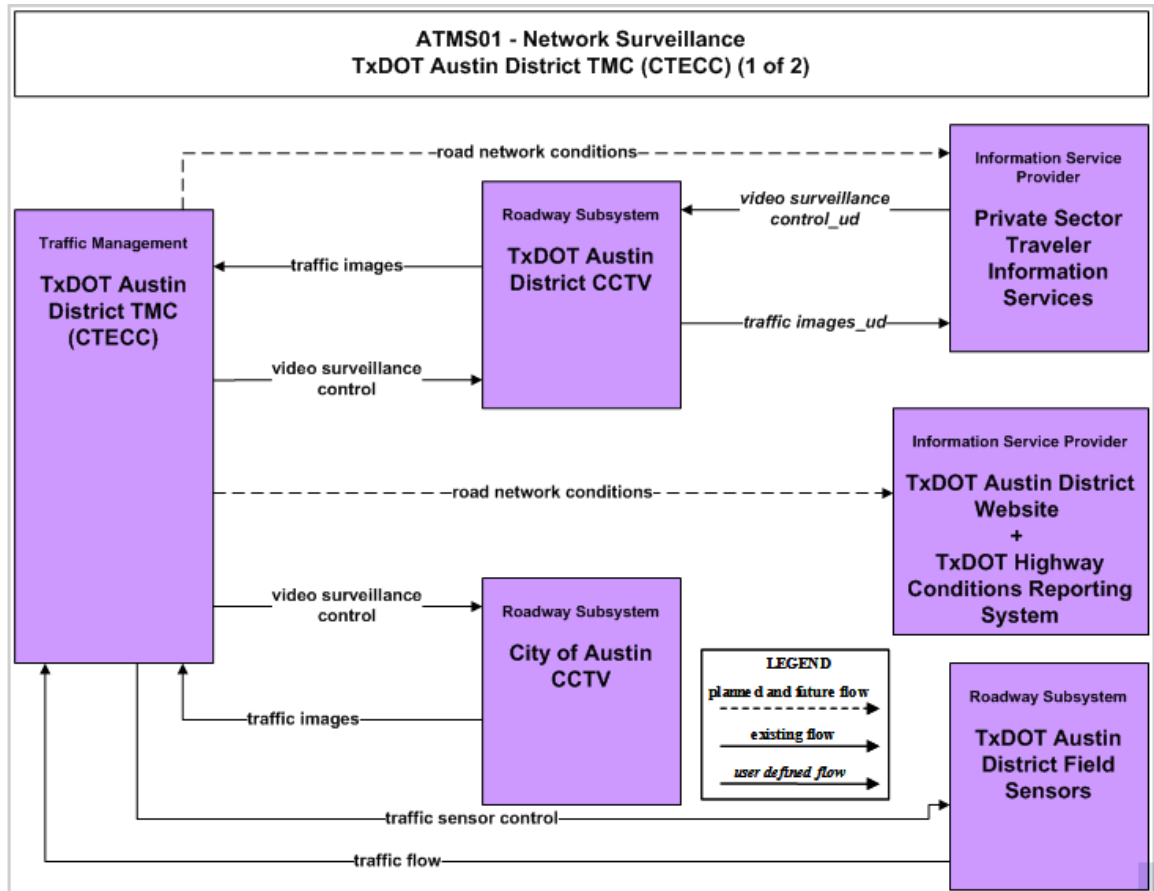 ATMS01 - Network Surveillance
TxDOT Austin District TMC (CTECC) (1 of 2)
road network conditions
Information Service
Provider
Private Sector
Traveler
Information
Services
Roadway Subsystem
TxDOT Austin
District CCTV
video surveillance
control_ud
Traffic Management
TxDOT Austin
District TMC
(CTECC)
traffic images
traffic images_ud
video surveillance
control
Information Service Provider
TxDOT Austin District
Website
+
TxDOT Highway
Conditions Reporting
System
road network conditions
video surveillance
control
Roadway Subsystem
City of Austin
CCTV
traffic images
LEGEND
planned and future flow
existing flow
user defined flow
Roadway Subsystem
TxDOT Austin
District Field
Sensors
traffic sensor control
traffic flow